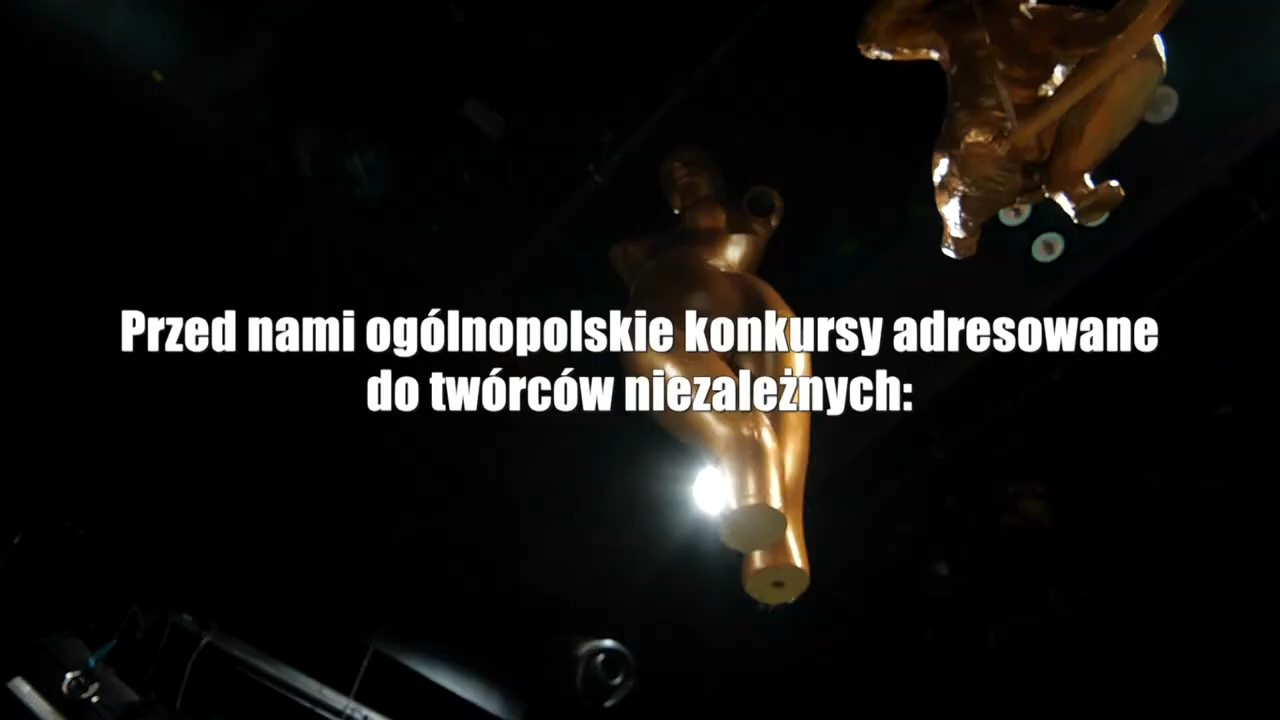 Przed nami ogólnopolskie konkursy adresowane
do twórców niezależnych: